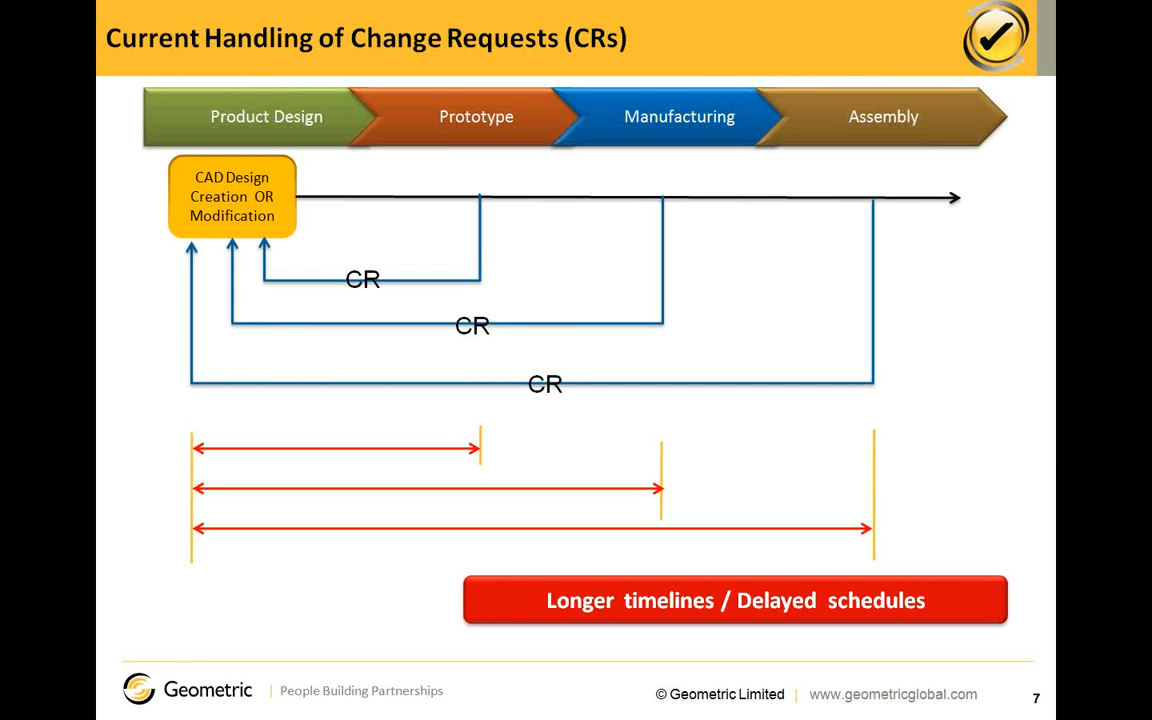 Current Handling of Change Requests (CRs)
Product Design
Prototype
Manufacturing
Assembly
CAD Design
Creation OR
Modification
CR
CR
CR
Longer timelines / Delayed schedules
Geometric | People Building Partnerships
© Geometric Limited | www.geometricglobal.com
7